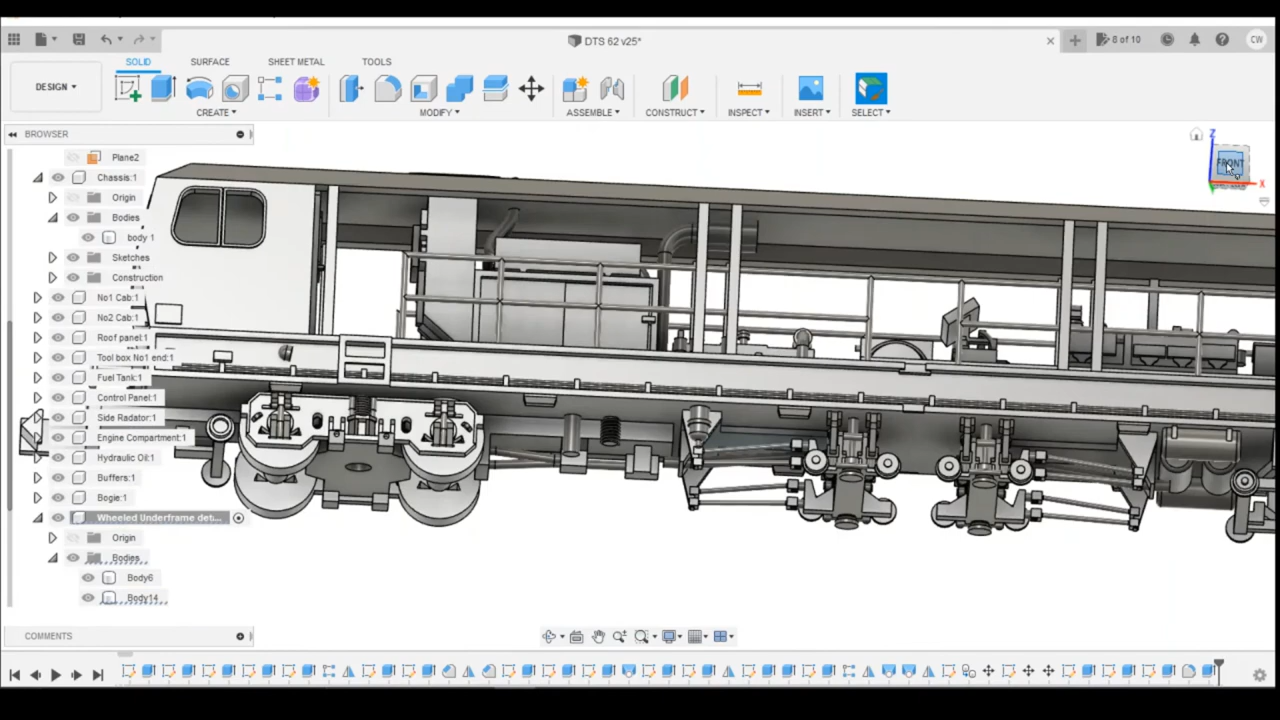 DTS 62 v25*
8 of 10
CW
DESIGN
SOLID
SURFACE
SHEET METAL
TOOLS
CREATE
MODIFY
ASSEMBLE
CONSTRUCT
INSPECT
INSERT
SELECT
BROWSER
Plane2
Chassis:1
Origin
Bodies
body 1
Sketches
Construction
No1 Cab:1
No2 Cab:1
Roof panel:1
Tool box No1 end:1
Fuel Tank:1
Control Panel:1
Side Radator:1
Engine Compartment:1
Hydraulic Oil:1
Buffers:1
Bogie:1
Wheeled Underframe det...
Origin
Bodies
Body6
Body14
Z
FRONT
X
COMMENTS